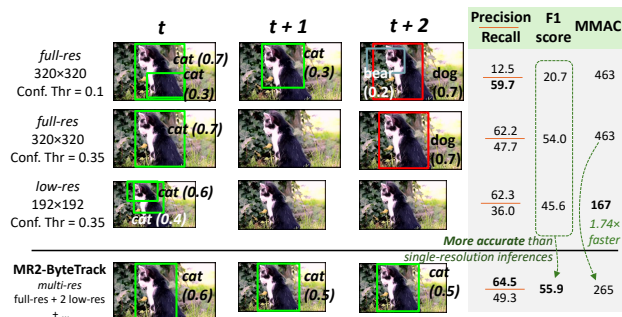 t t + 1 t + 2 Precision F1 MMAC
Recall score
full-res
320×320
Conf. Thr = 0.1
cat (0.7)
cat
(0.3)
cat
(0.3)
bear
(0.2)
dog
(0.7)
12.5
59.7
20.7
463
full-res
320×320
Conf. Thr = 0.35
cat (0.7)
dog
(0.7)
62.2
47.7
54.0
463
low-res
192×192
Conf. Thr = 0.35
cat (0.6)
cat (0.4)
62.3
36.0
45.6
167
1.74×
faster
More accurate than
single-resolution inferences
MR2-ByteTrack
multi-res
full-res + 2 low-res
+ ...
cat
(0.6)
cat
(0.5)
cat
(0.5)
64.5
49.3
55.9
265